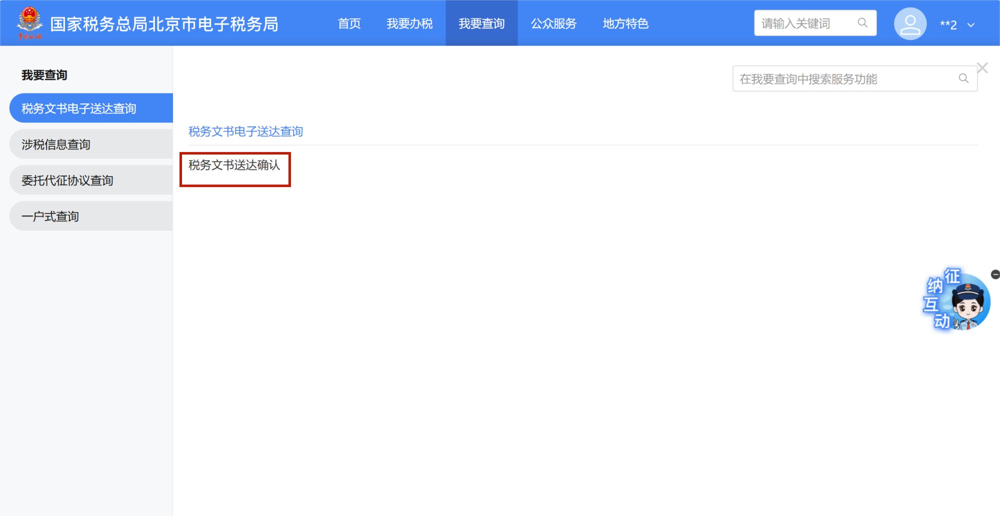 国家税务总局北京市电子税务局
首页 我要办税 我要查询 公众服务 地方特色
请输入关键词
**2
我要查询
税务文书电子送达查询
涉税信息查询
委托代征协议查询
一户式查询
在我要查询中搜索服务功能
税务文书电子送达查询
税务文书送达确认
征纳互动